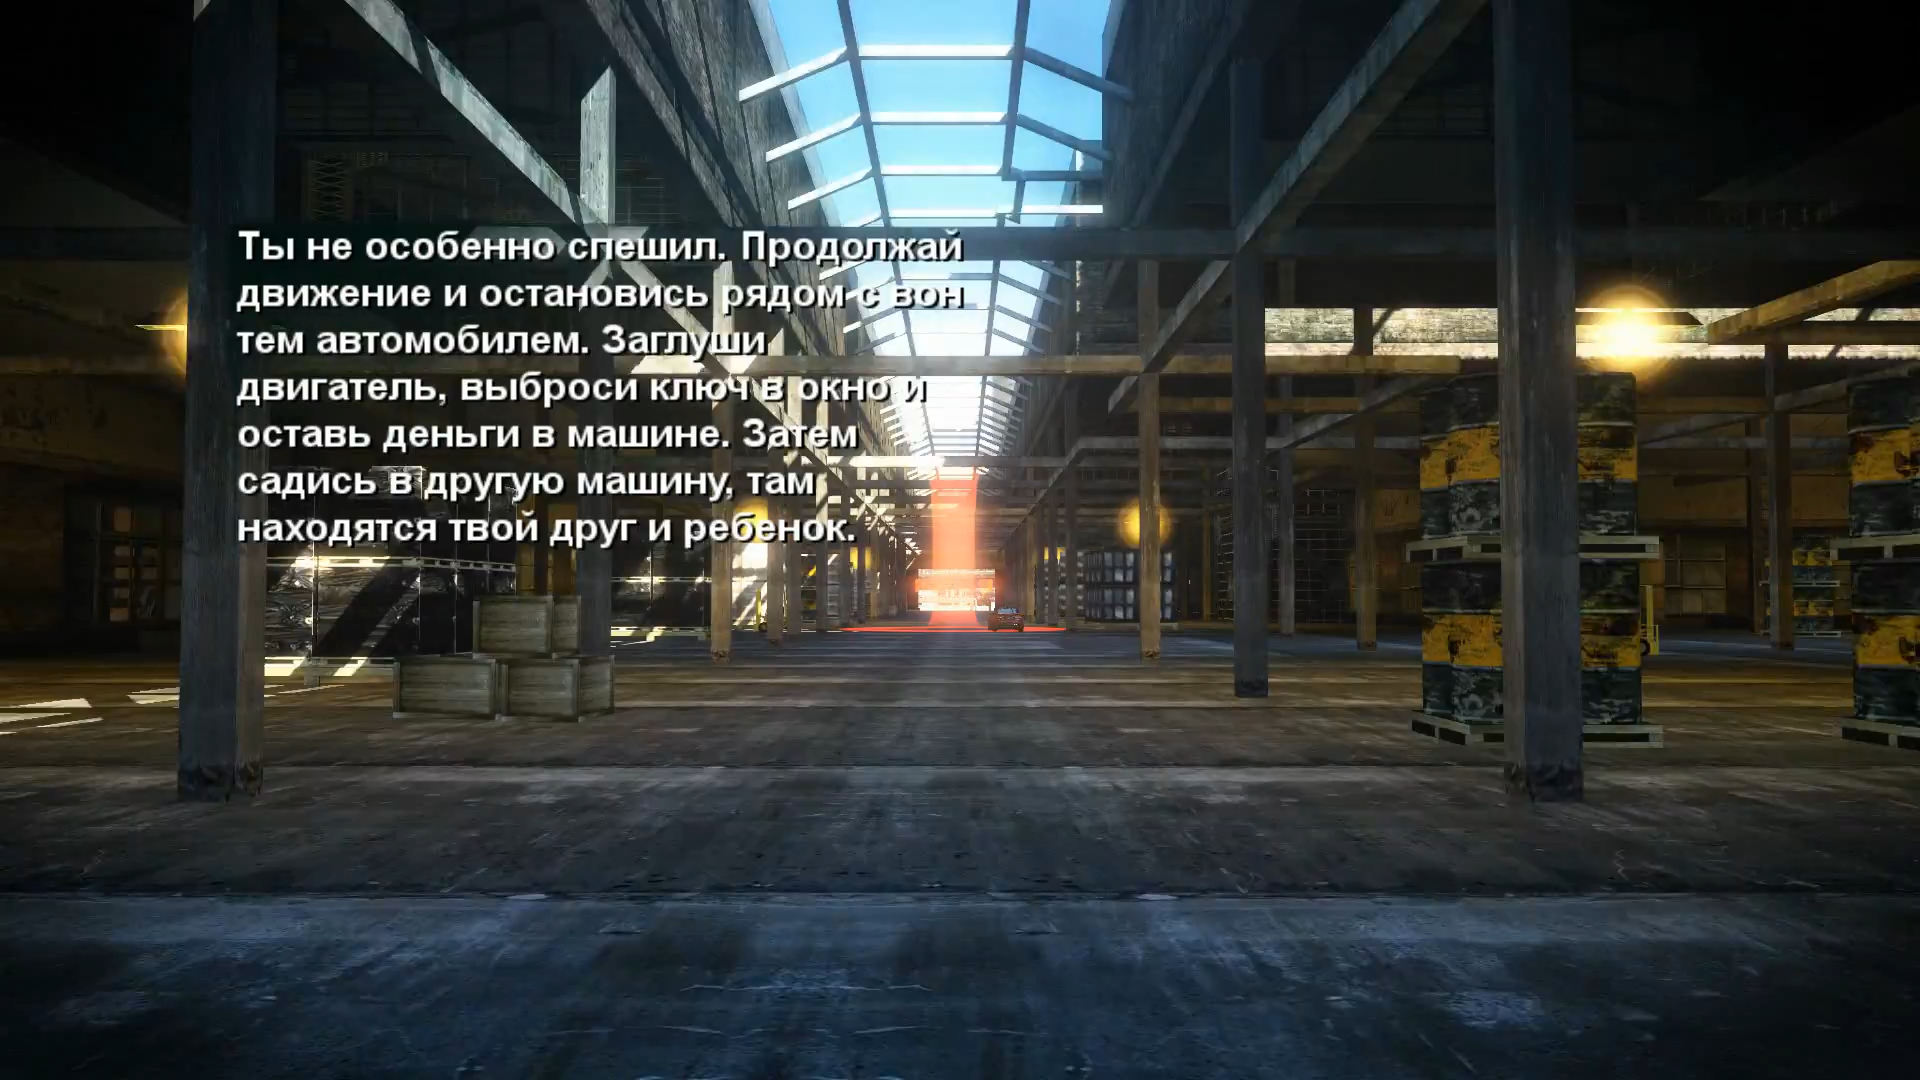 Ты не особенно спешил. Продолжай
движение и остановись рядом с вон
тем автомобилем. Заглуши
двигатель, выброси ключ в окно и
оставь деньги в машине. Затем
садись в другую машину, там
находятся твой друг и ребенок.